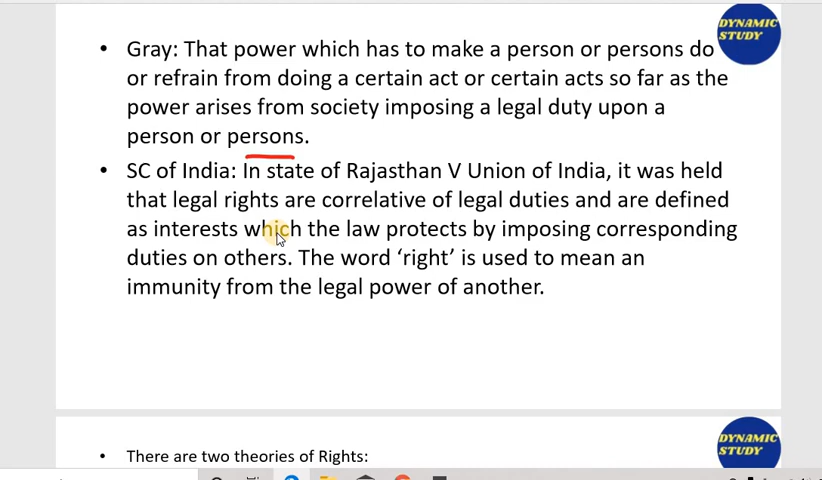 DYNAMIC
STUDY
• Gray: That power which has to make a person or persons do
or refrain from doing a certain act or certain acts so far as the
power arises from society imposing a legal duty upon a
person or persons.
• SC of India: In state of Rajasthan V Union of India, it was held
that legal rights are correlative of legal duties and are defined
as interests which the law protects by imposing corresponding
duties on others. The word ‘right’ is used to mean an
immunity from the legal power of another.
DYNAMIC
STUDY
• There are two theories of Rights: